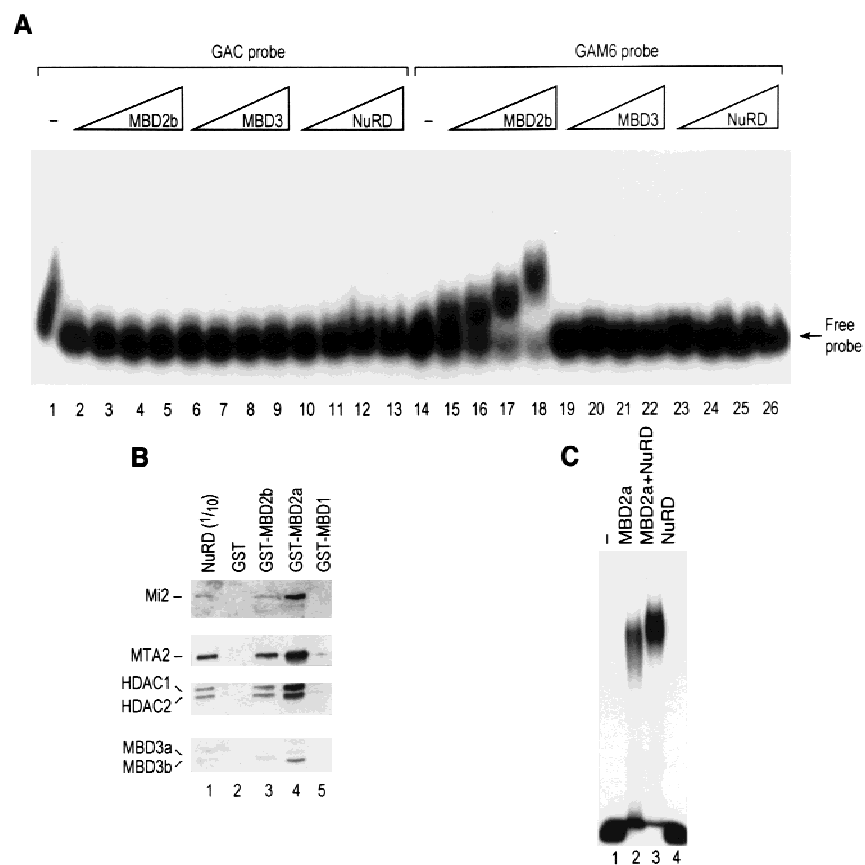 A
GAC probe GAM6 probe
– MBD2b MBD3 NuRD – MBD2b MBD3 NuRD
Free
probe
1 2 3 4 5 6 7 8 9 10 11 12 13 14 15 16 17 18 19 20 21 22 23 24 25 26
B
NuRD (1/10)
GST
GST-MBD2b
GST-MBD2a
GST-MBD1
Mi2 –
MTA2 –
HDAC1
HDAC2
MBD3a
MBD3b
1 2 3 4 5
C
–
MBD2a
MBD2a+NuRD
NuRD
1 2 3 4